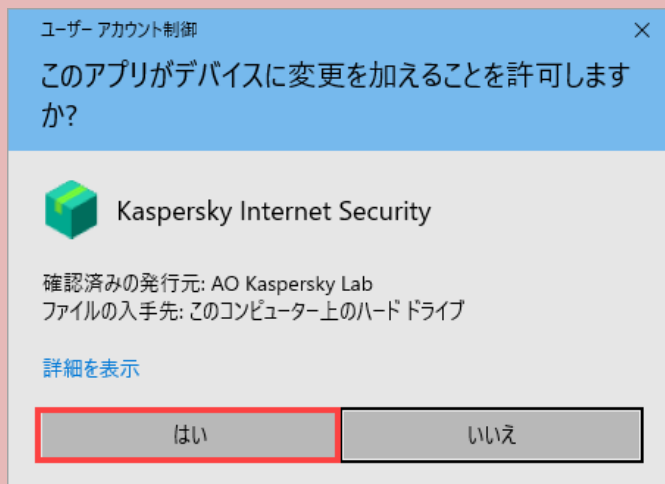 ユーザー アカウント制御
このアプリがデバイスに変更を加えることを許可します
か?
Kaspersky Internet Security
確認済みの発行元: AO Kaspersky Lab
ファイルの入手先: このコンピューター上のハード ドライブ
詳細を表示
はい
いいえ